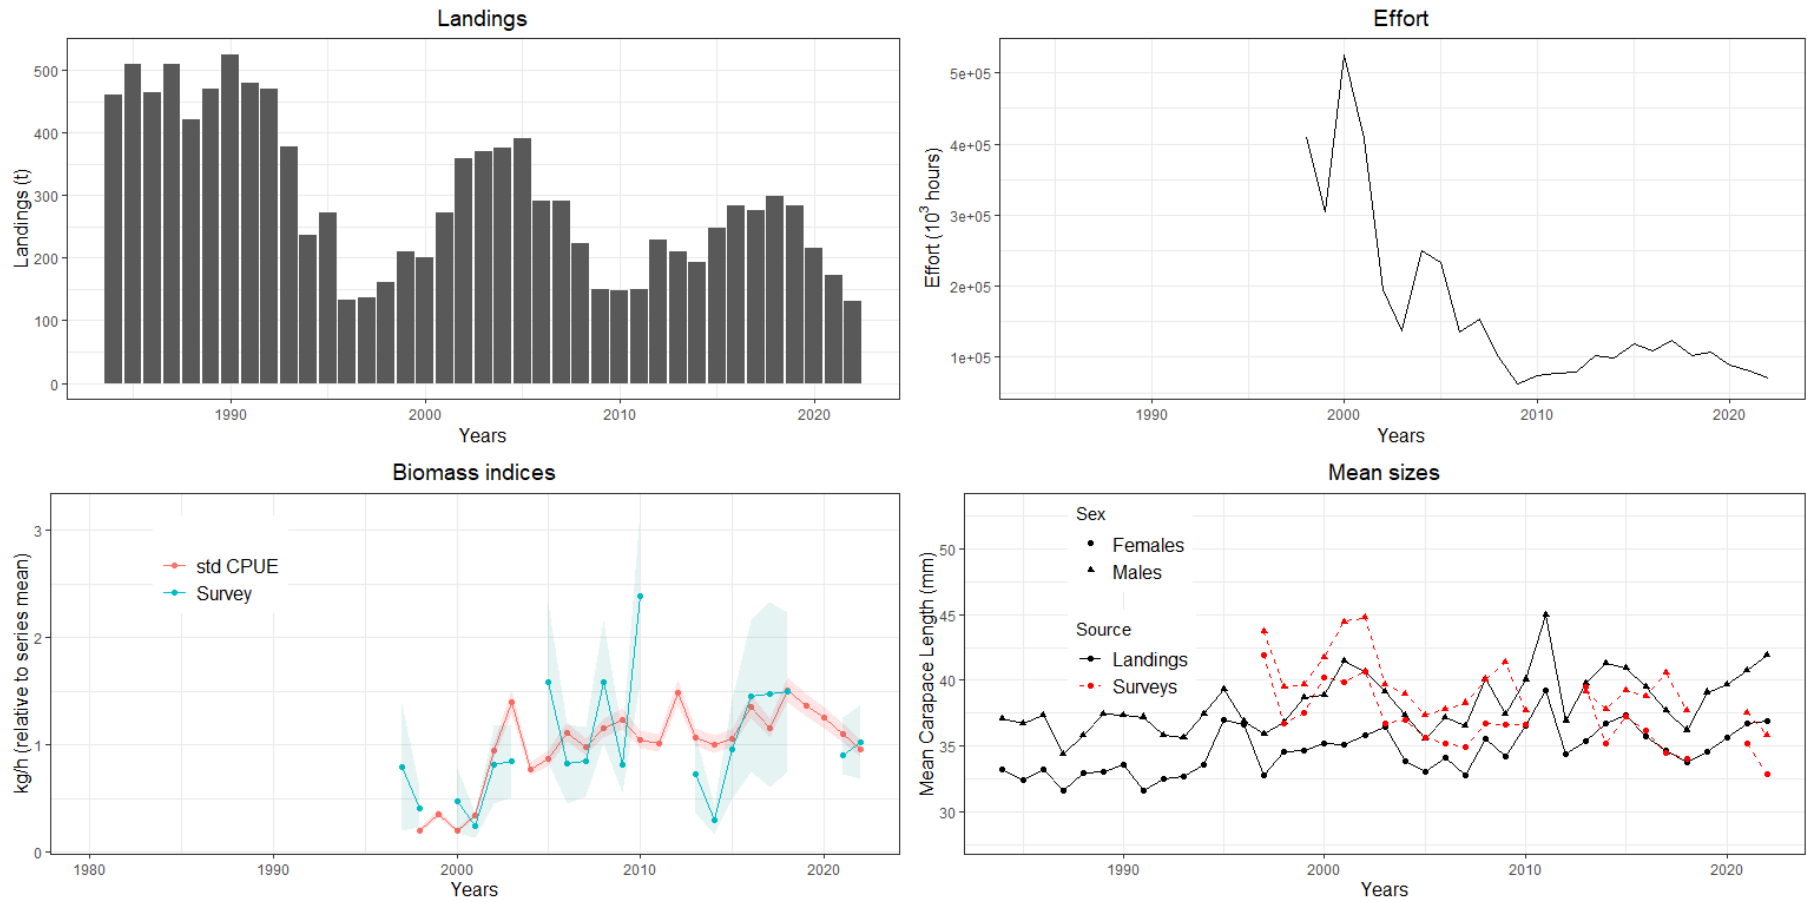 Landings
Landings (t)
500
400
300
200
100
0
1990
2000
2010
2020
Years
Effort
Effort (10³ hours)
5e+05
4e+05
3e+05
2e+05
1e+05
1990
2000
2010
2020
Years
Biomass indices
kg/h (relative to series mean)
3
2
1
0
std CPUE
Survey
1980
1990
2000
2010
2020
Years
Mean sizes
Mean Carapace Length (mm)
50
45
40
35
30
Sex
Females
Males
Source
Landings
Surveys
1990
2000
2010
2020
Years